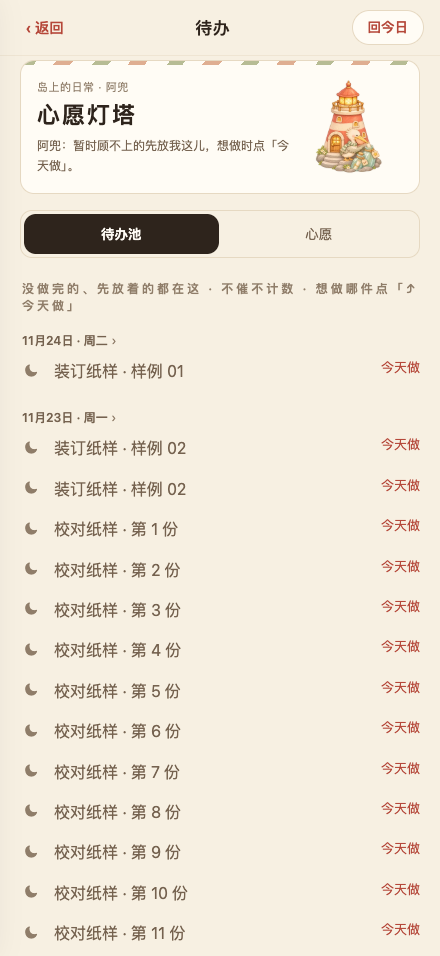 ‹ 返回
待办
回今日
岛上的日常 · 阿兜
心愿灯塔
阿兜：暂时顾不上的先放我这儿，想做时点「今
天做」。
待办池
心愿
没做完的、先放着的都在这 · 不催不计数 · 想做哪件点「↗
今天做」
11月24日 · 周二 ›
装订纸样 · 样例 01
今天做
11月23日 · 周一 ›
装订纸样 · 样例 02
今天做
装订纸样 · 样例 02
今天做
校对纸样 · 第 1 份
今天做
校对纸样 · 第 2 份
今天做
校对纸样 · 第 3 份
今天做
校对纸样 · 第 4 份
今天做
校对纸样 · 第 5 份
今天做
校对纸样 · 第 6 份
今天做
校对纸样 · 第 7 份
今天做
校对纸样 · 第 8 份
今天做
校对纸样 · 第 9 份
今天做
校对纸样 · 第 10 份
今天做
校对纸样 · 第 11 份
今天做